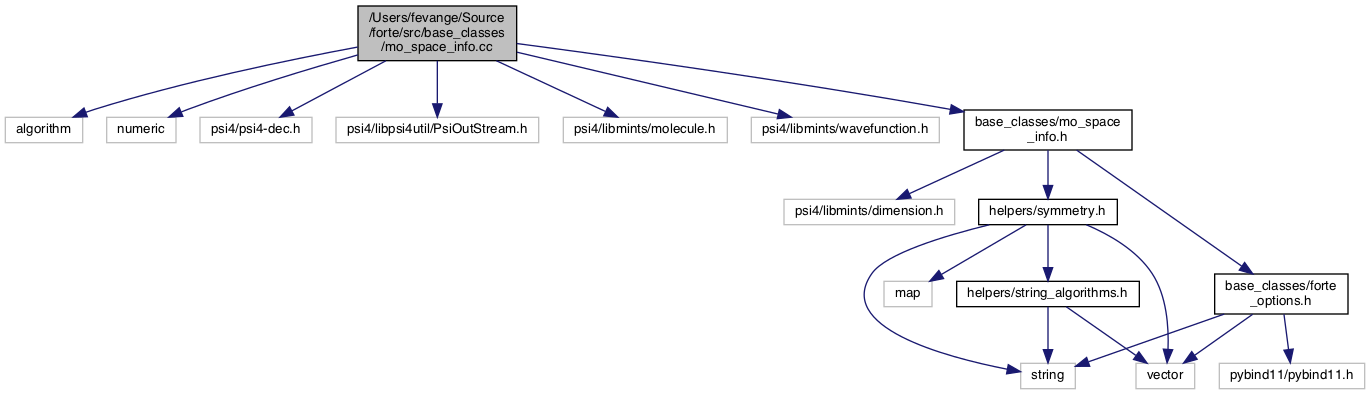 /Users/fevange/Source
/forte/src/base_classes
/mo_space_info.cc
algorithm
numeric
psi4/psi4-dec.h
psi4/libpsi4util/PsiOutStream.h
psi4/libmints/molecule.h
psi4/libmints/wavefunction.h
base_classes/mo_space
_info.h
psi4/libmints/dimension.h
helpers/symmetry.h
map
helpers/string_algorithms.h
base_classes/forte
_options.h
string
vector
pybind11/pybind11.h